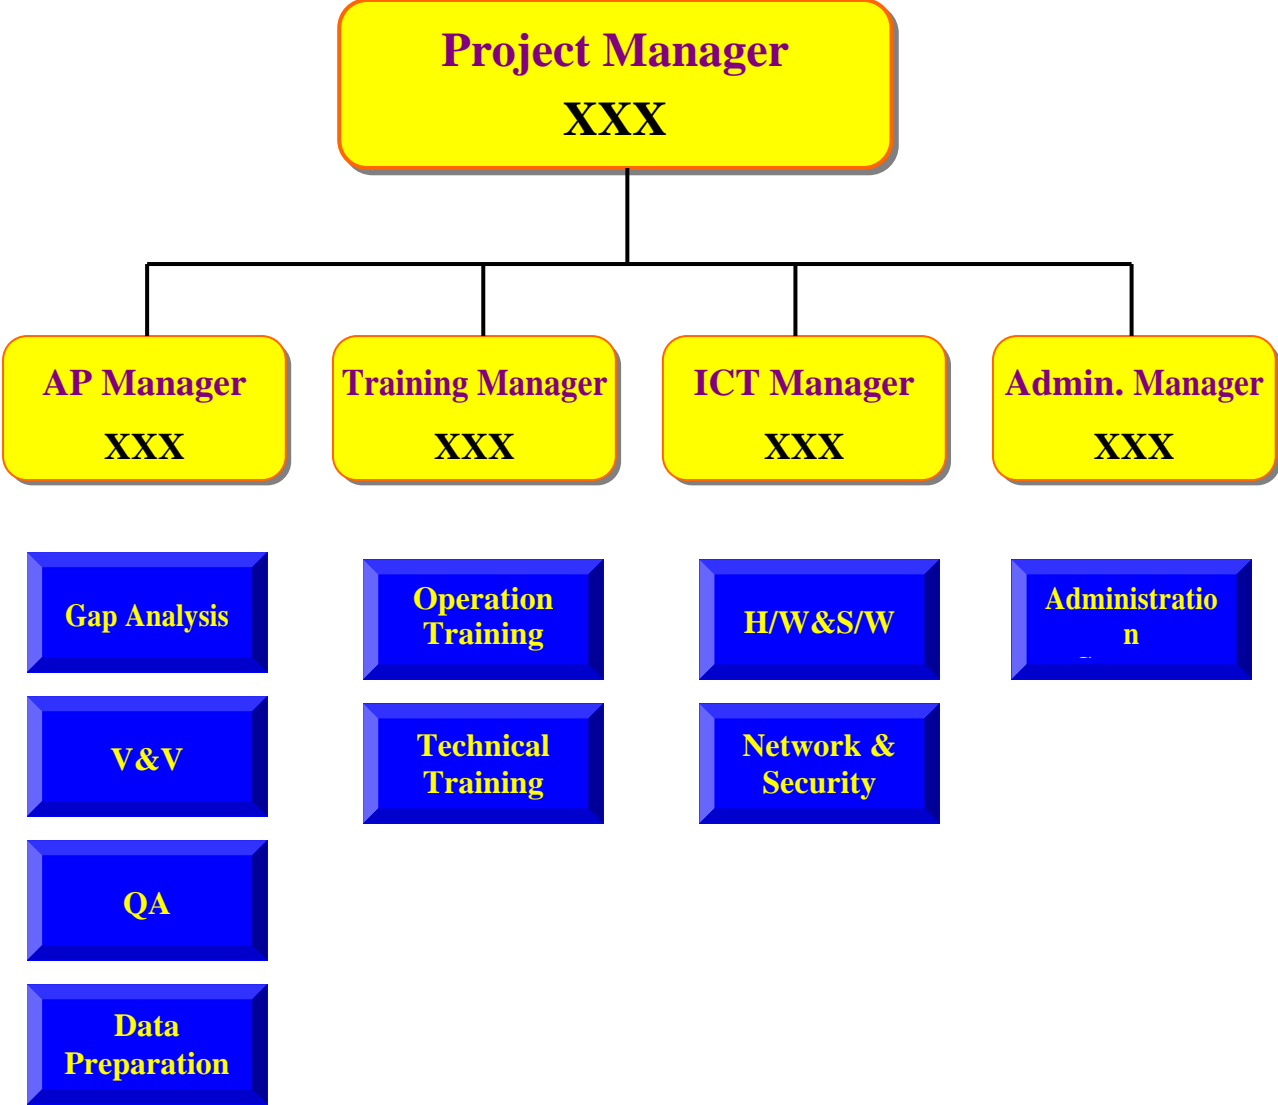 Project Manager
XXX
AP Manager
XXX
Training Manager
XXX
ICT Manager
XXX
Admin. Manager
XXX
Gap Analysis
V&V
QA
Data
Preparation
Operation
Training
Technical
Training
H/W&S/W
Network &
Security
Administratio
n